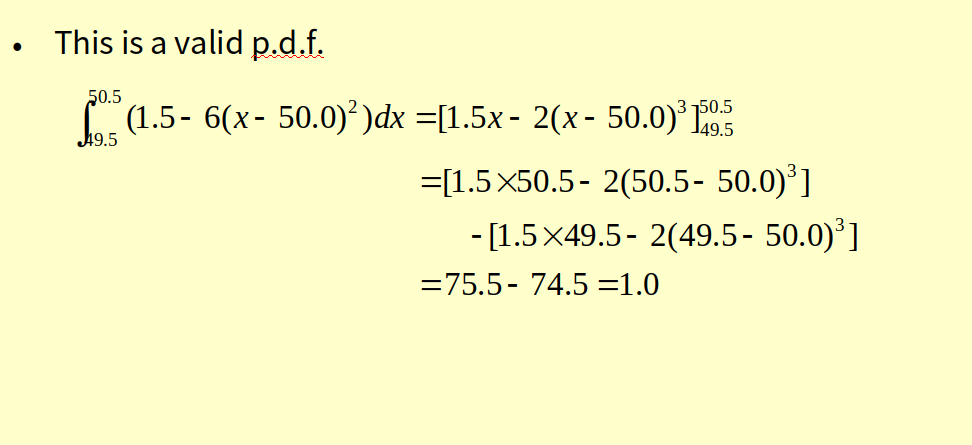 • This is a valid p.d.f.
∫₄₉.₅^50.5 (1.5 - 6(x - 50.0)²)dx = [1.5x - 2(x - 50.0)³]₄₉.₅^50.5
= [1.5 × 50.5 - 2(50.5 - 50.0)³]
- [1.5 × 49.5 - 2(49.5 - 50.0)³]
= 75.5 - 74.5 = 1.0